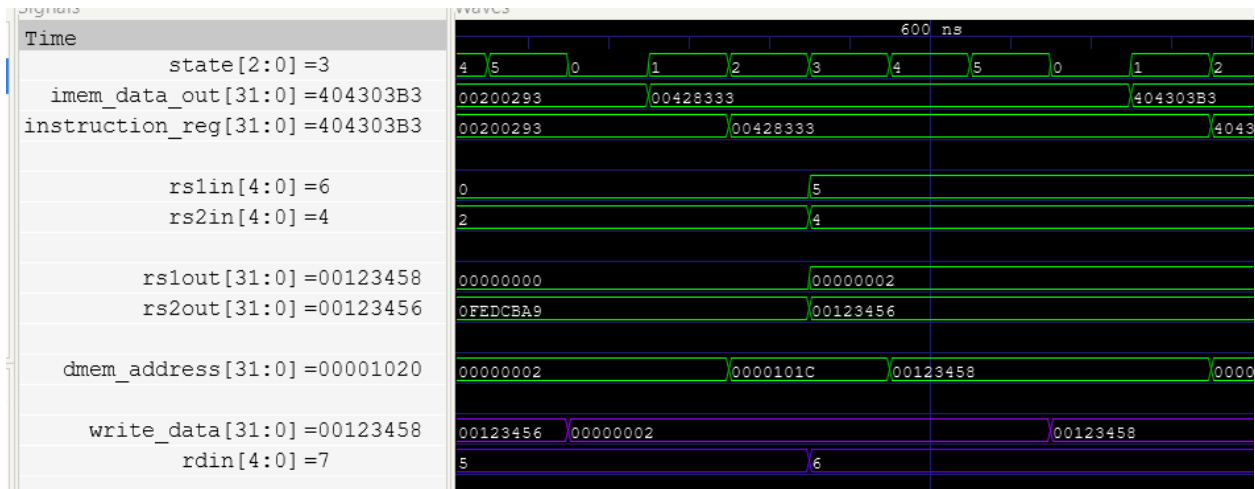 Signals Waves
Time 600 ns
state[2:0] =3 4 5 0 1 2 3 4 5 0 1 2
imem_data_out[31:0] =404303B3 00200293 00428333 404303B3
instruction_reg[31:0] =404303B3 00200293 00428333 4043
rs1in[4:0] =6 0 5
rs2in[4:0] =4 2 4
rs1out[31:0] =00123458 00000000 00000002
rs2out[31:0] =00123456 0FEDCBA9 00123456
dmem_address[31:0] =00001020 00000002 0000101C 00123458 0000
write_data[31:0] =00123458 00123456 00000002 00123458
rdin[4:0] =7 5 6